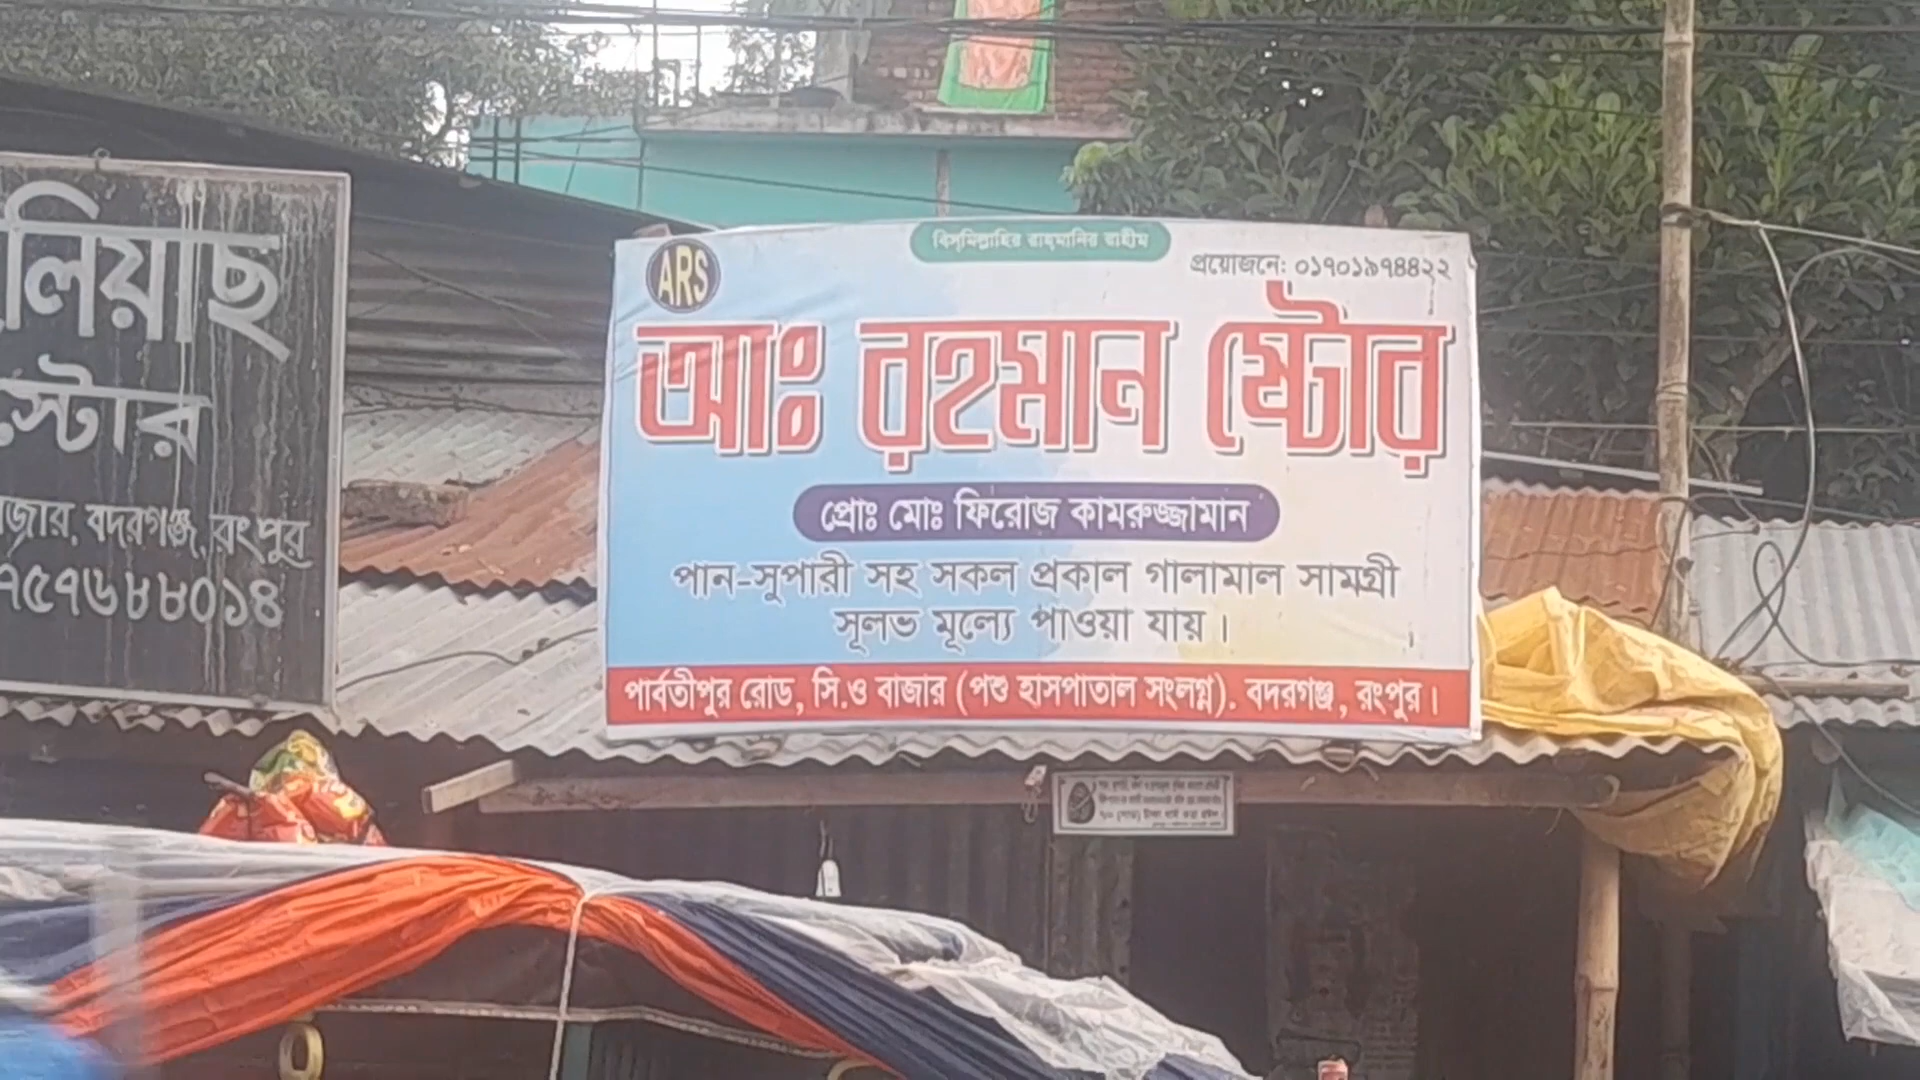 লিয়াছ
স্টোর
বদরগঞ্জ, রংপুর
৭৫৭৬৮৮০১৪
বিসমিল্লাহির রাহমানির রাহীম
ARS
প্রয়োজনে: ০১৭০১৯৭৪৪২২
আঃ রহমান ষ্টোর
প্রোঃ মোঃ ফিরোজ কামরুজ্জামান
পান-সুপারী সহ সকল প্রকাল গালামাল সামগ্রী
সূলভ মূল্যে পাওয়া যায়।
পার্বতীপুর রোড, সি.ও বাজার (পশু হাসপাতাল সংলগ্ন). বদরগঞ্জ, রংপুর।